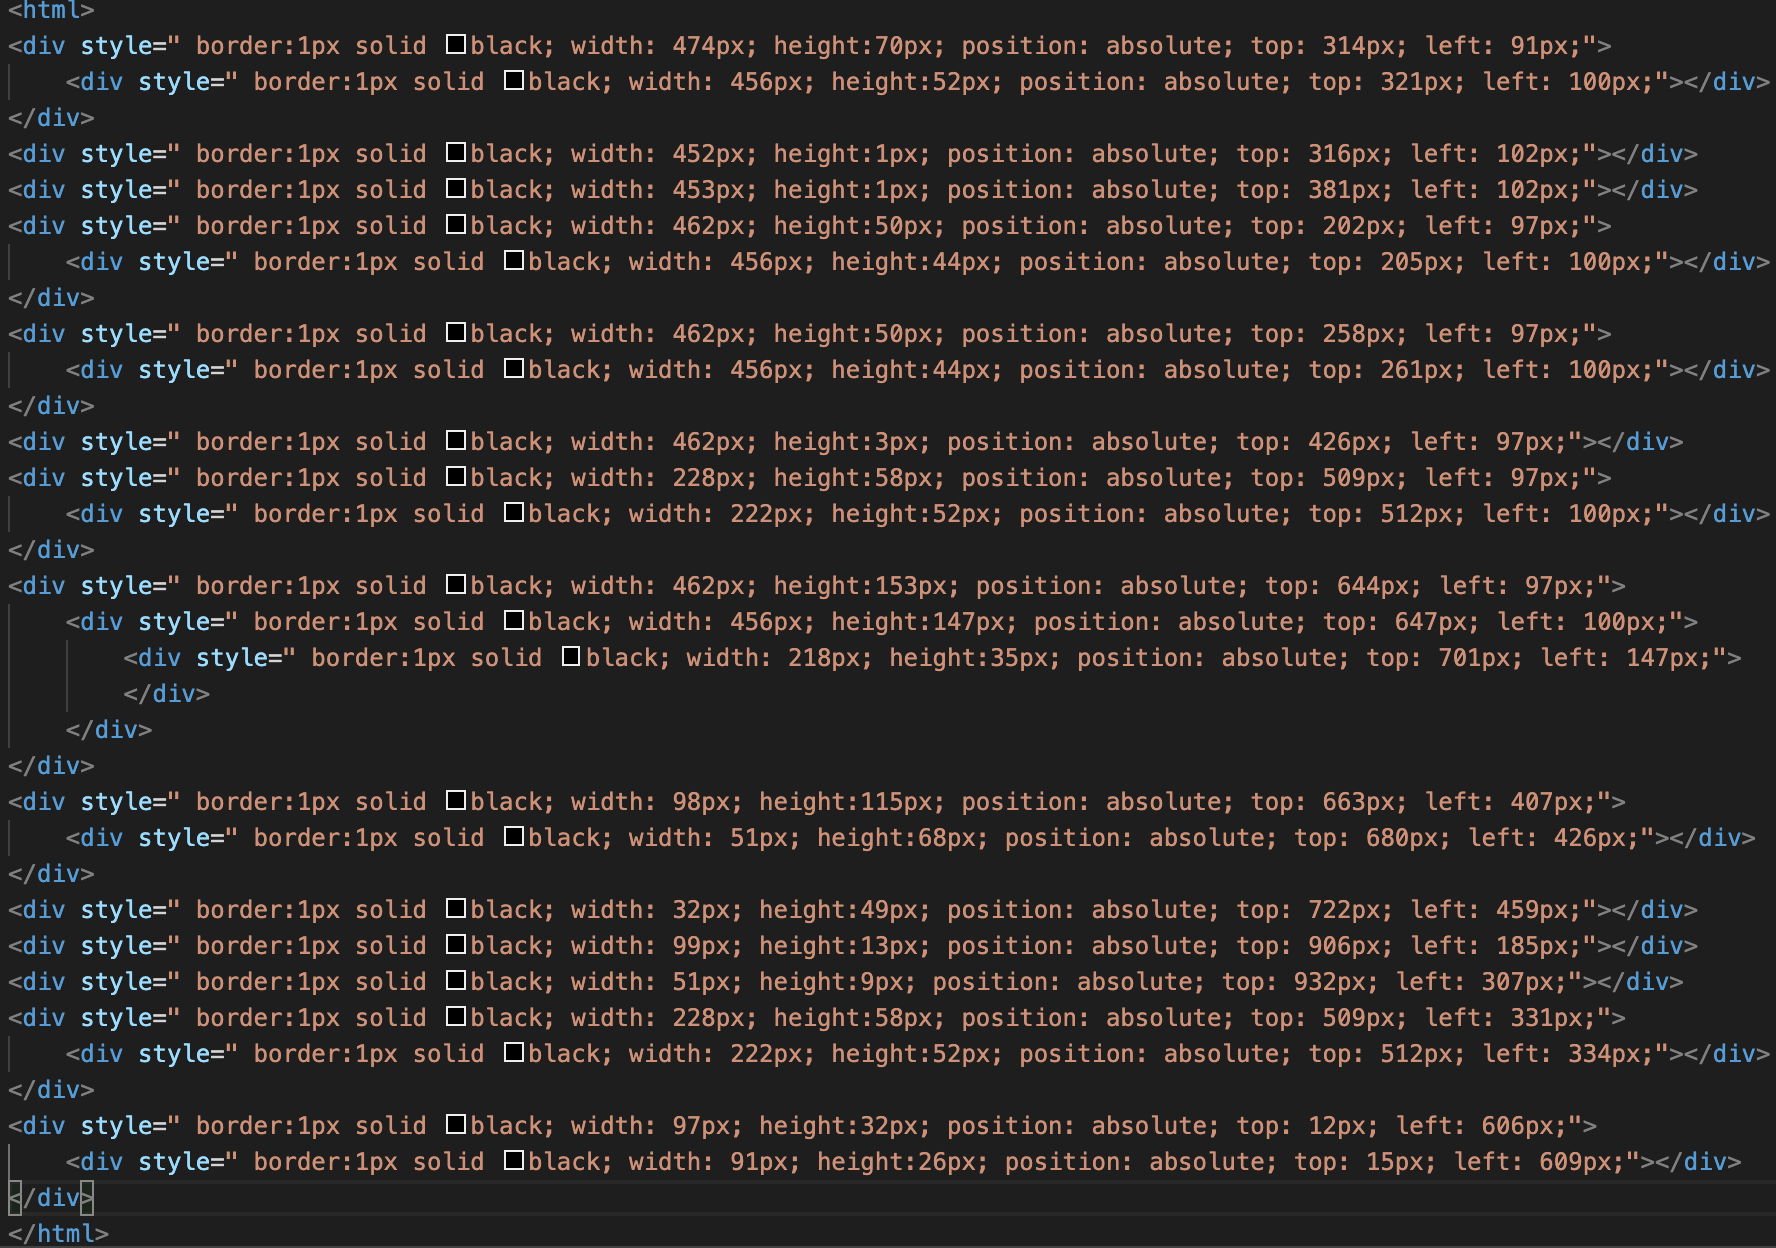 <html>
<div style=" border:1px solid black; width: 474px; height:70px; position: absolute; top: 314px; left: 91px;">
    <div style=" border:1px solid black; width: 456px; height:52px; position: absolute; top: 321px; left: 100px;"></div>
</div>
<div style=" border:1px solid black; width: 452px; height:1px; position: absolute; top: 316px; left: 102px;"></div>
<div style=" border:1px solid black; width: 453px; height:1px; position: absolute; top: 381px; left: 102px;"></div>
<div style=" border:1px solid black; width: 462px; height:50px; position: absolute; top: 202px; left: 97px;">
    <div style=" border:1px solid black; width: 456px; height:44px; position: absolute; top: 205px; left: 100px;"></div>
</div>
<div style=" border:1px solid black; width: 462px; height:50px; position: absolute; top: 258px; left: 97px;">
    <div style=" border:1px solid black; width: 456px; height:44px; position: absolute; top: 261px; left: 100px;"></div>
</div>
<div style=" border:1px solid black; width: 462px; height:3px; position: absolute; top: 426px; left: 97px;"></div>
<div style=" border:1px solid black; width: 228px; height:58px; position: absolute; top: 509px; left: 97px;">
    <div style=" border:1px solid black; width: 222px; height:52px; position: absolute; top: 512px; left: 100px;"></div>
</div>
<div style=" border:1px solid black; width: 462px; height:153px; position: absolute; top: 644px; left: 97px;">
    <div style=" border:1px solid black; width: 456px; height:147px; position: absolute; top: 647px; left: 100px;">
        <div style=" border:1px solid black; width: 218px; height:35px; position: absolute; top: 701px; left: 147px;">
        </div>
    </div>
</div>
<div style=" border:1px solid black; width: 98px; height:115px; position: absolute; top: 663px; left: 407px;">
    <div style=" border:1px solid black; width: 51px; height:68px; position: absolute; top: 680px; left: 426px;"></div>
</div>
<div style=" border:1px solid black; width: 32px; height:49px; position: absolute; top: 722px; left: 459px;"></div>
<div style=" border:1px solid black; width: 99px; height:13px; position: absolute; top: 906px; left: 185px;"></div>
<div style=" border:1px solid black; width: 51px; height:9px; position: absolute; top: 932px; left: 307px;"></div>
<div style=" border:1px solid black; width: 228px; height:58px; position: absolute; top: 509px; left: 331px;">
    <div style=" border:1px solid black; width: 222px; height:52px; position: absolute; top: 512px; left: 334px;"></div>
</div>
<div style=" border:1px solid black; width: 97px; height:32px; position: absolute; top: 12px; left: 606px;">
    <div style=" border:1px solid black; width: 91px; height:26px; position: absolute; top: 15px; left: 609px;"></div>
</div>
</html>